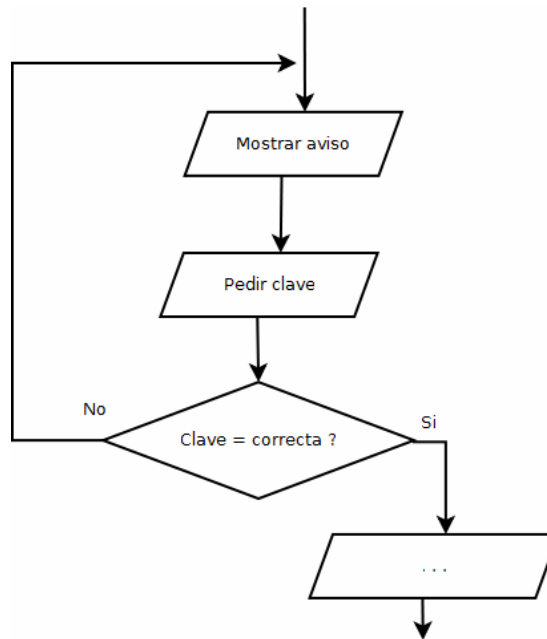 Mostrar aviso
Pedir clave
No
Si
Clave = correcta ?
. . .